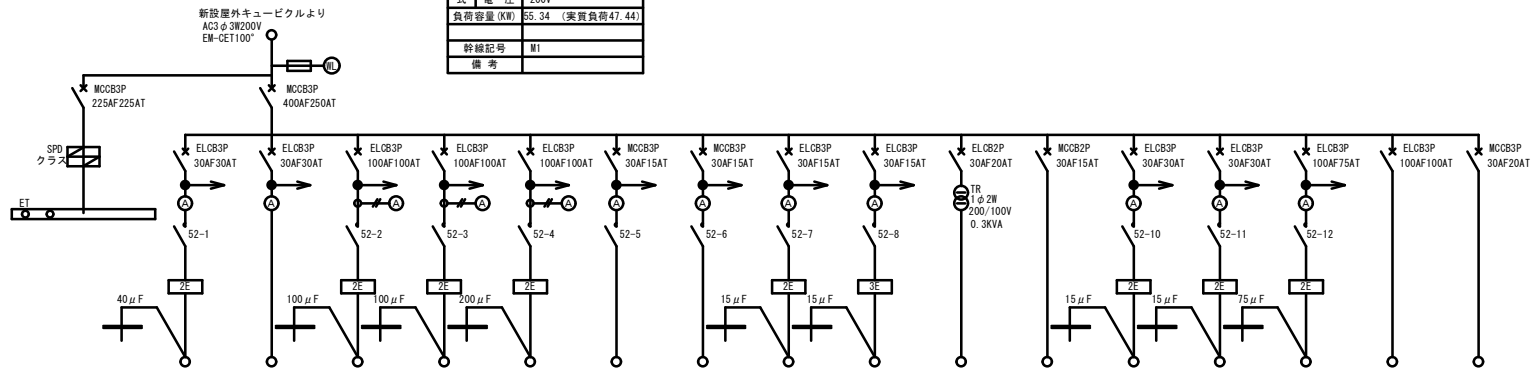 新設屋外キュービクルより
AC3φ3W200V
EM-CET100°
電 圧 200V
負荷容量(KW) 55.34 (実質負荷47.44)
幹線記号 M1
備 考
WL
MCCB3P
225AF225AT
MCCB3P
400AF250AT
SPD
クラス
ET
ELCB3P
30AF30AT
ELCB3P
30AF30AT
ELCB3P
100AF100AT
ELCB3P
100AF100AT
ELCB3P
100AF100AT
MCCB3P
30AF15AT
MCCB3P
30AF15AT
ELCB3P
30AF15AT
ELCB3P
30AF15AT
ELCB2P
30AF20AT
MCCB2P
30AF15AT
ELCB3P
30AF30AT
ELCB3P
30AF30AT
ELCB3P
100AF75AT
ELCB3P
100AF100AT
MCCB3P
30AF20AT
A
A
A
A
A
A
A
A
A
A
A
A
TR
1φ2W
200/100V
0.3KVA
52-1
52-2
52-3
52-4
52-5
52-6
52-7
52-8
52-10
52-11
52-12
2E
2E
2E
2E
2E
3E
2E
2E
2E
40μF
100μF
100μF
200μF
15μF
15μF
15μF
15μF
75μF